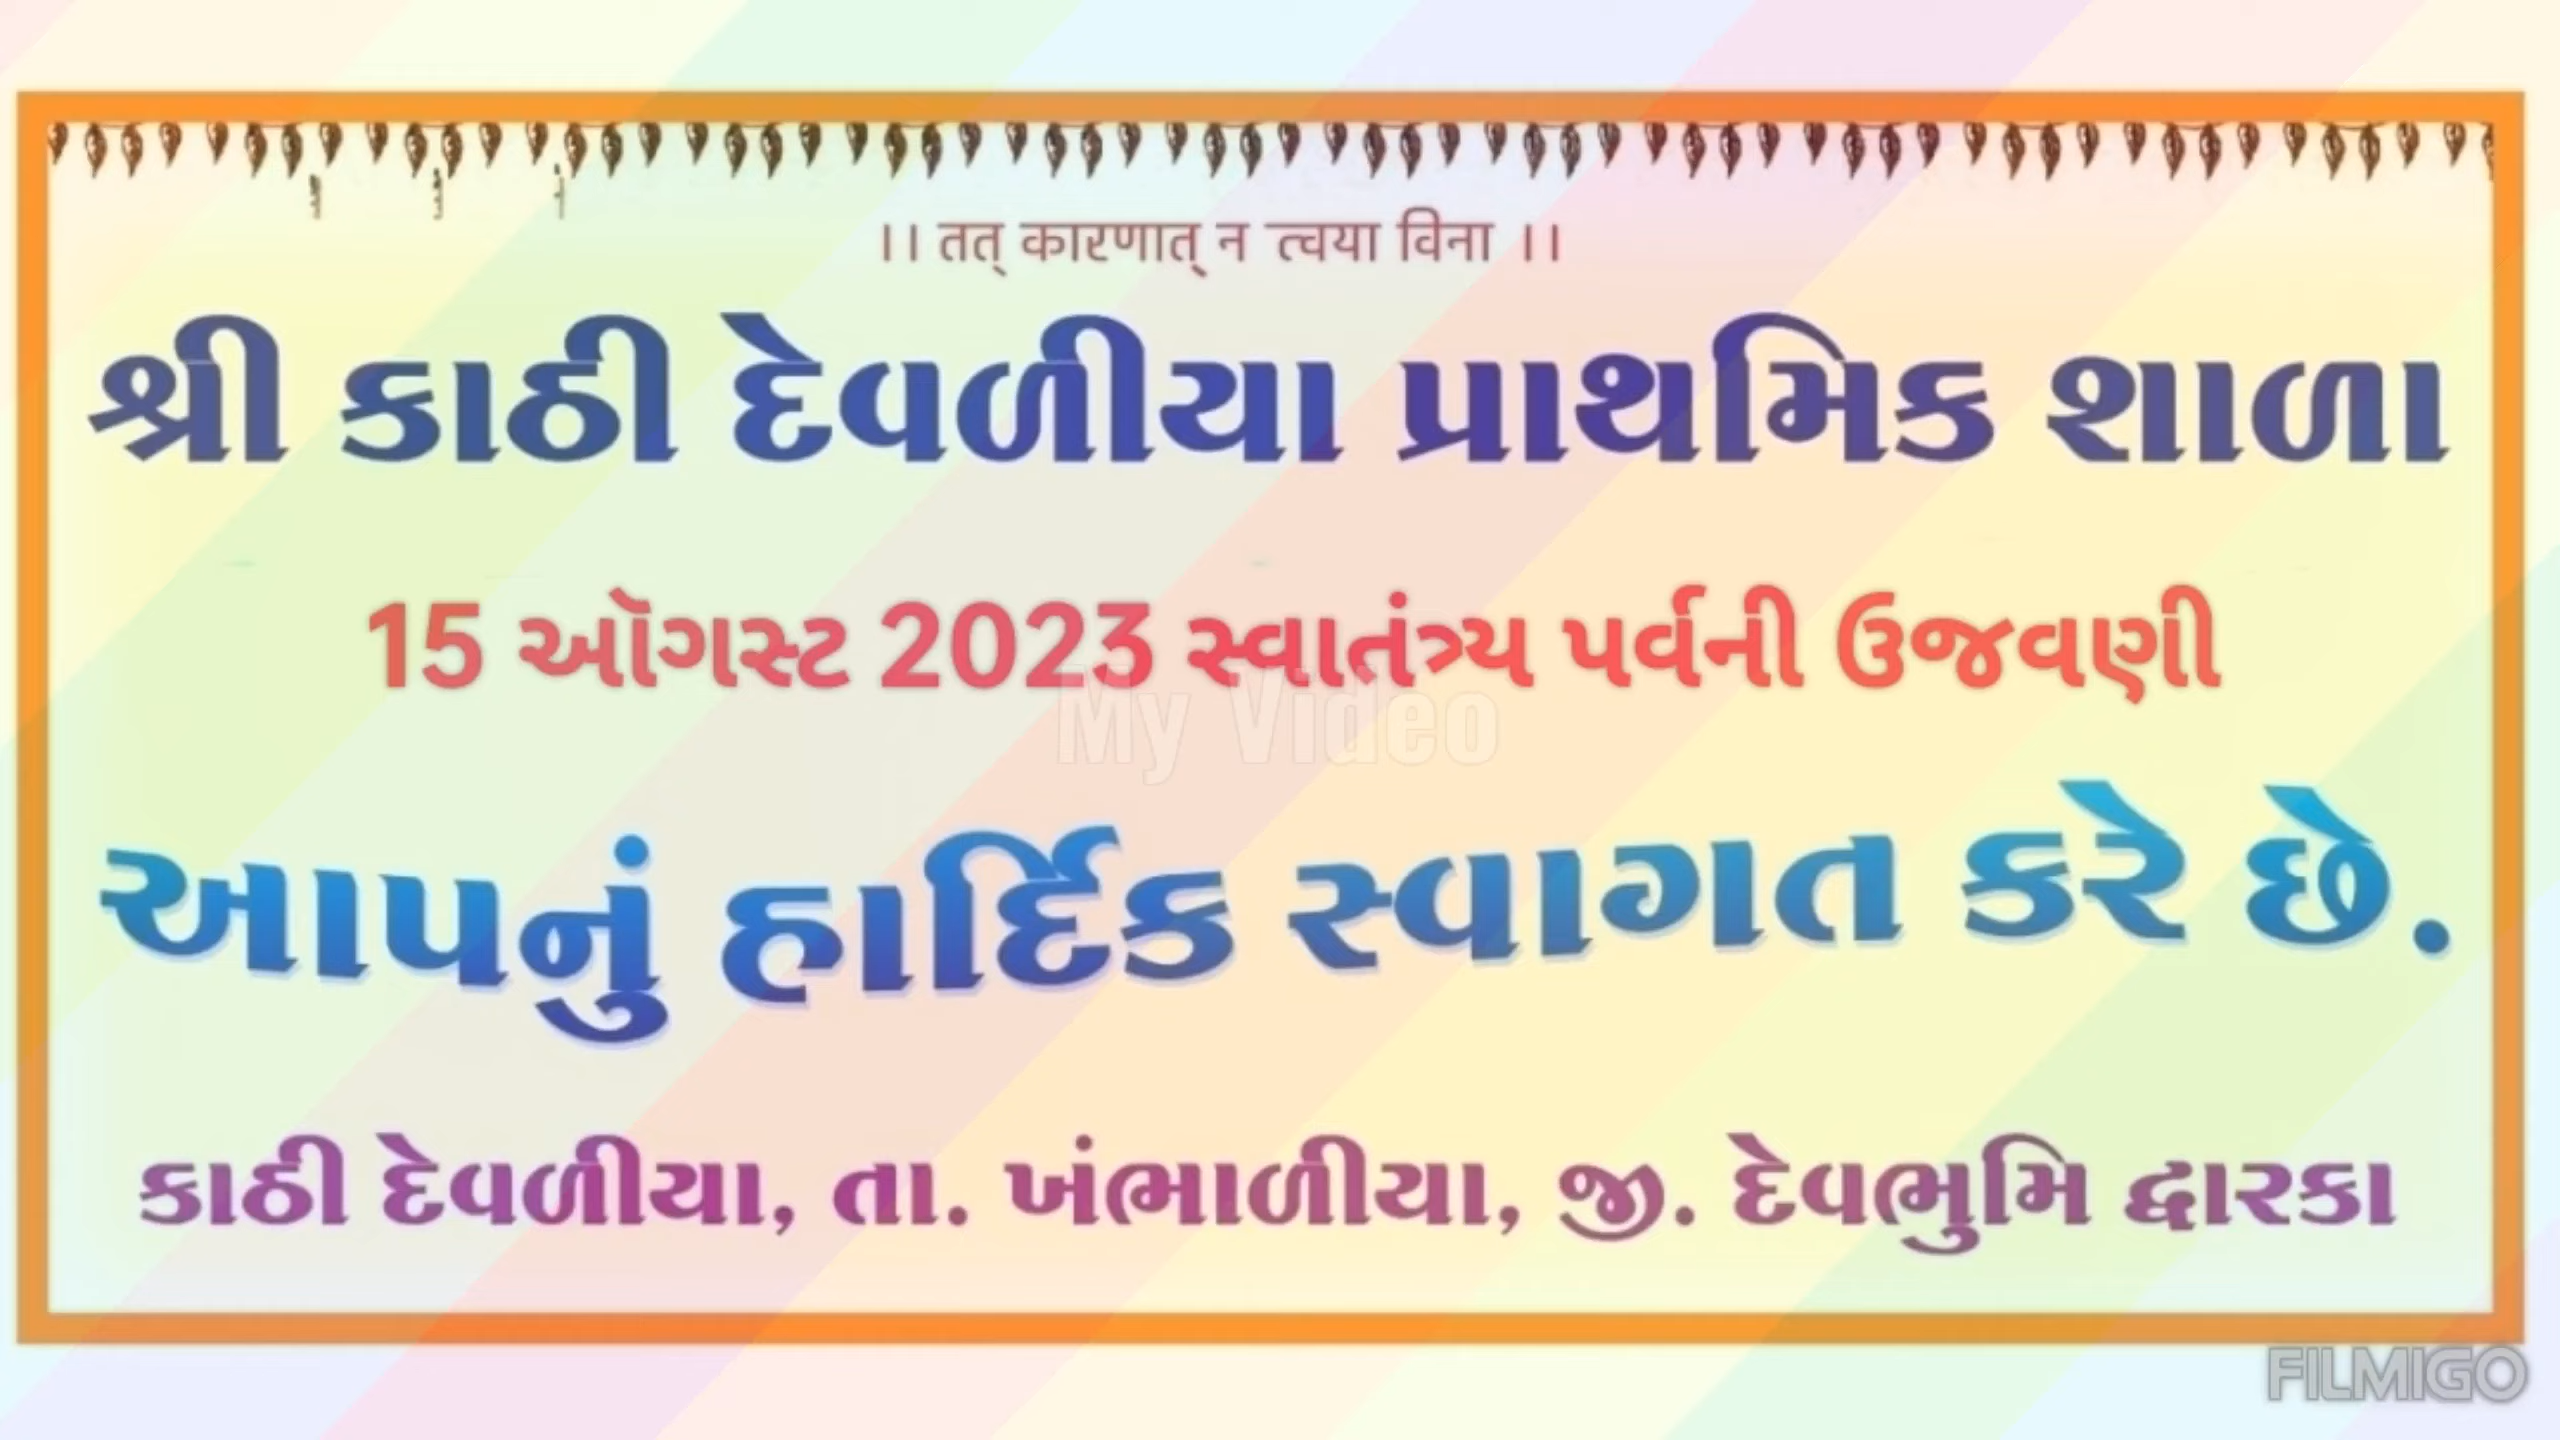 ।। तत् कारणात् न त्वया विना ।।
શ્રી કાઠી દેવળીયા પ્રાથમિક શાળા
15 ઓગસ્ટ 2023 સ્વાતંત્ર્ય પર્વની ઉજવણી
My Video
આપનું હાર્દિક સ્વાગત કરે છે.
કાઠી દેવળીયા, તા. ખંભાળીયા, જી. દેવભુમિ દ્વારકા
FILMIGO